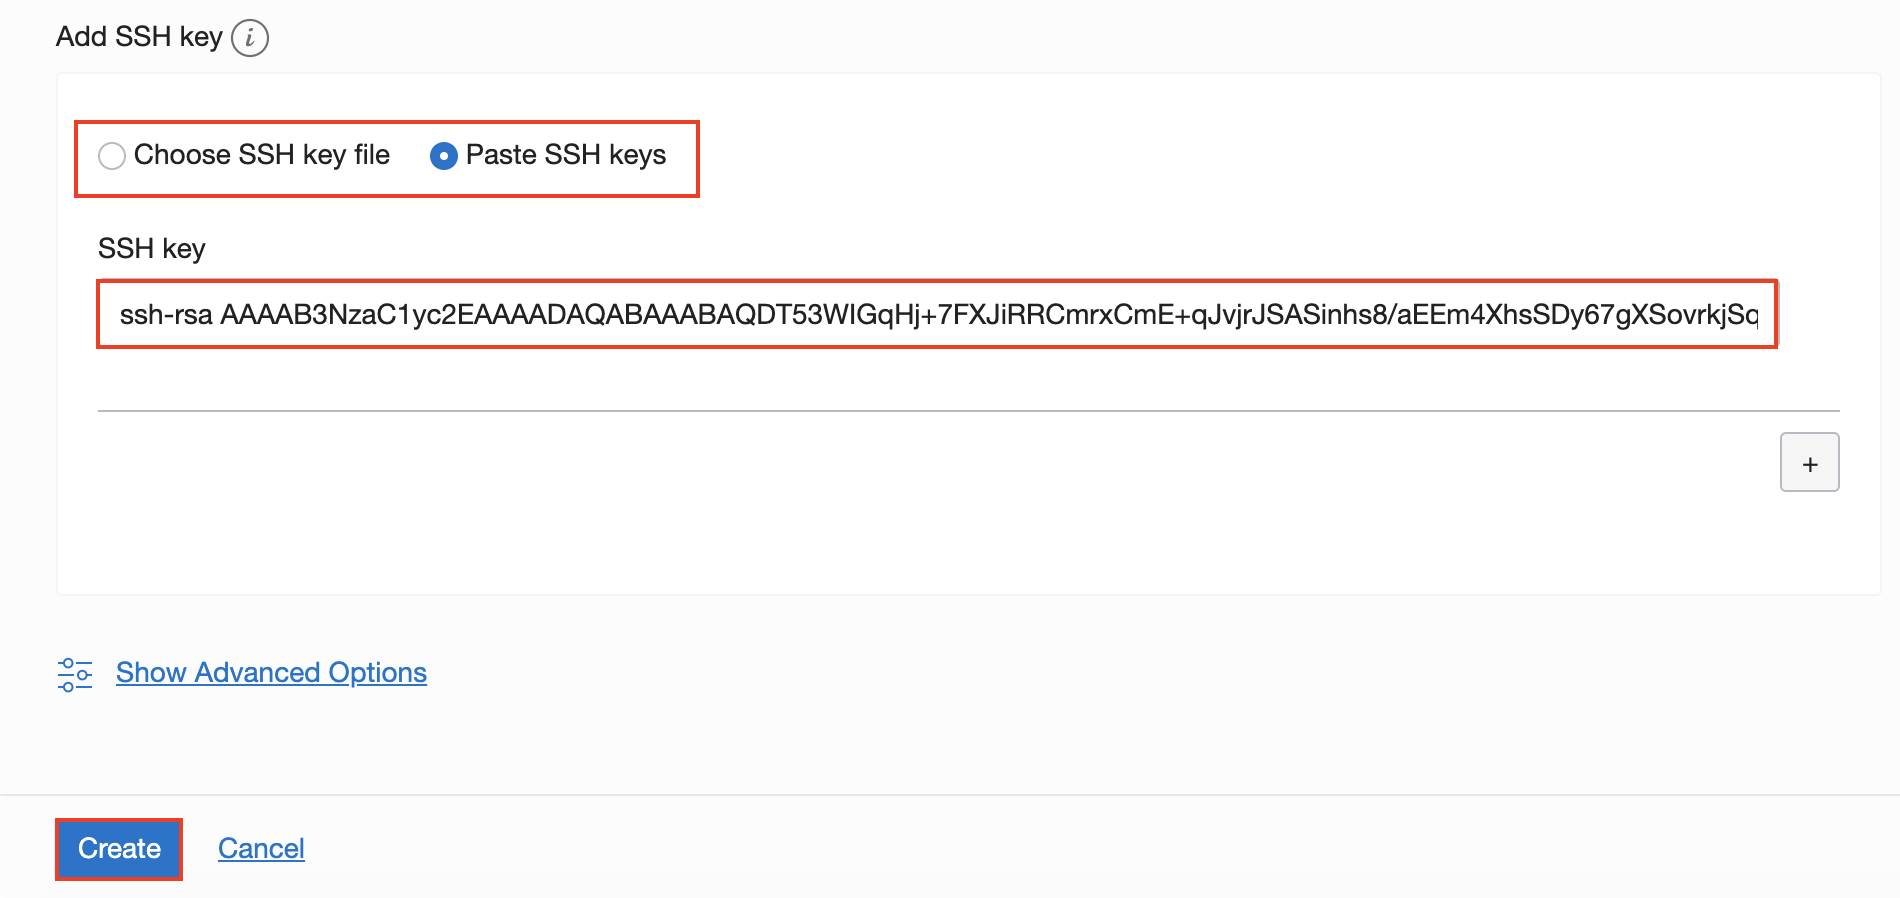 Add SSH key i
Choose SSH key file Paste SSH keys
SSH key
ssh-rsa AAAAB3NzaC1yc2EAAAADAQABAAABAQDT53WIGqHj+7FXJiRRCmrxCmE+qJvjrJSASinhs8/aEEm4XhsSDy67gXSovrkjSq
+
Show Advanced Options
Create Cancel